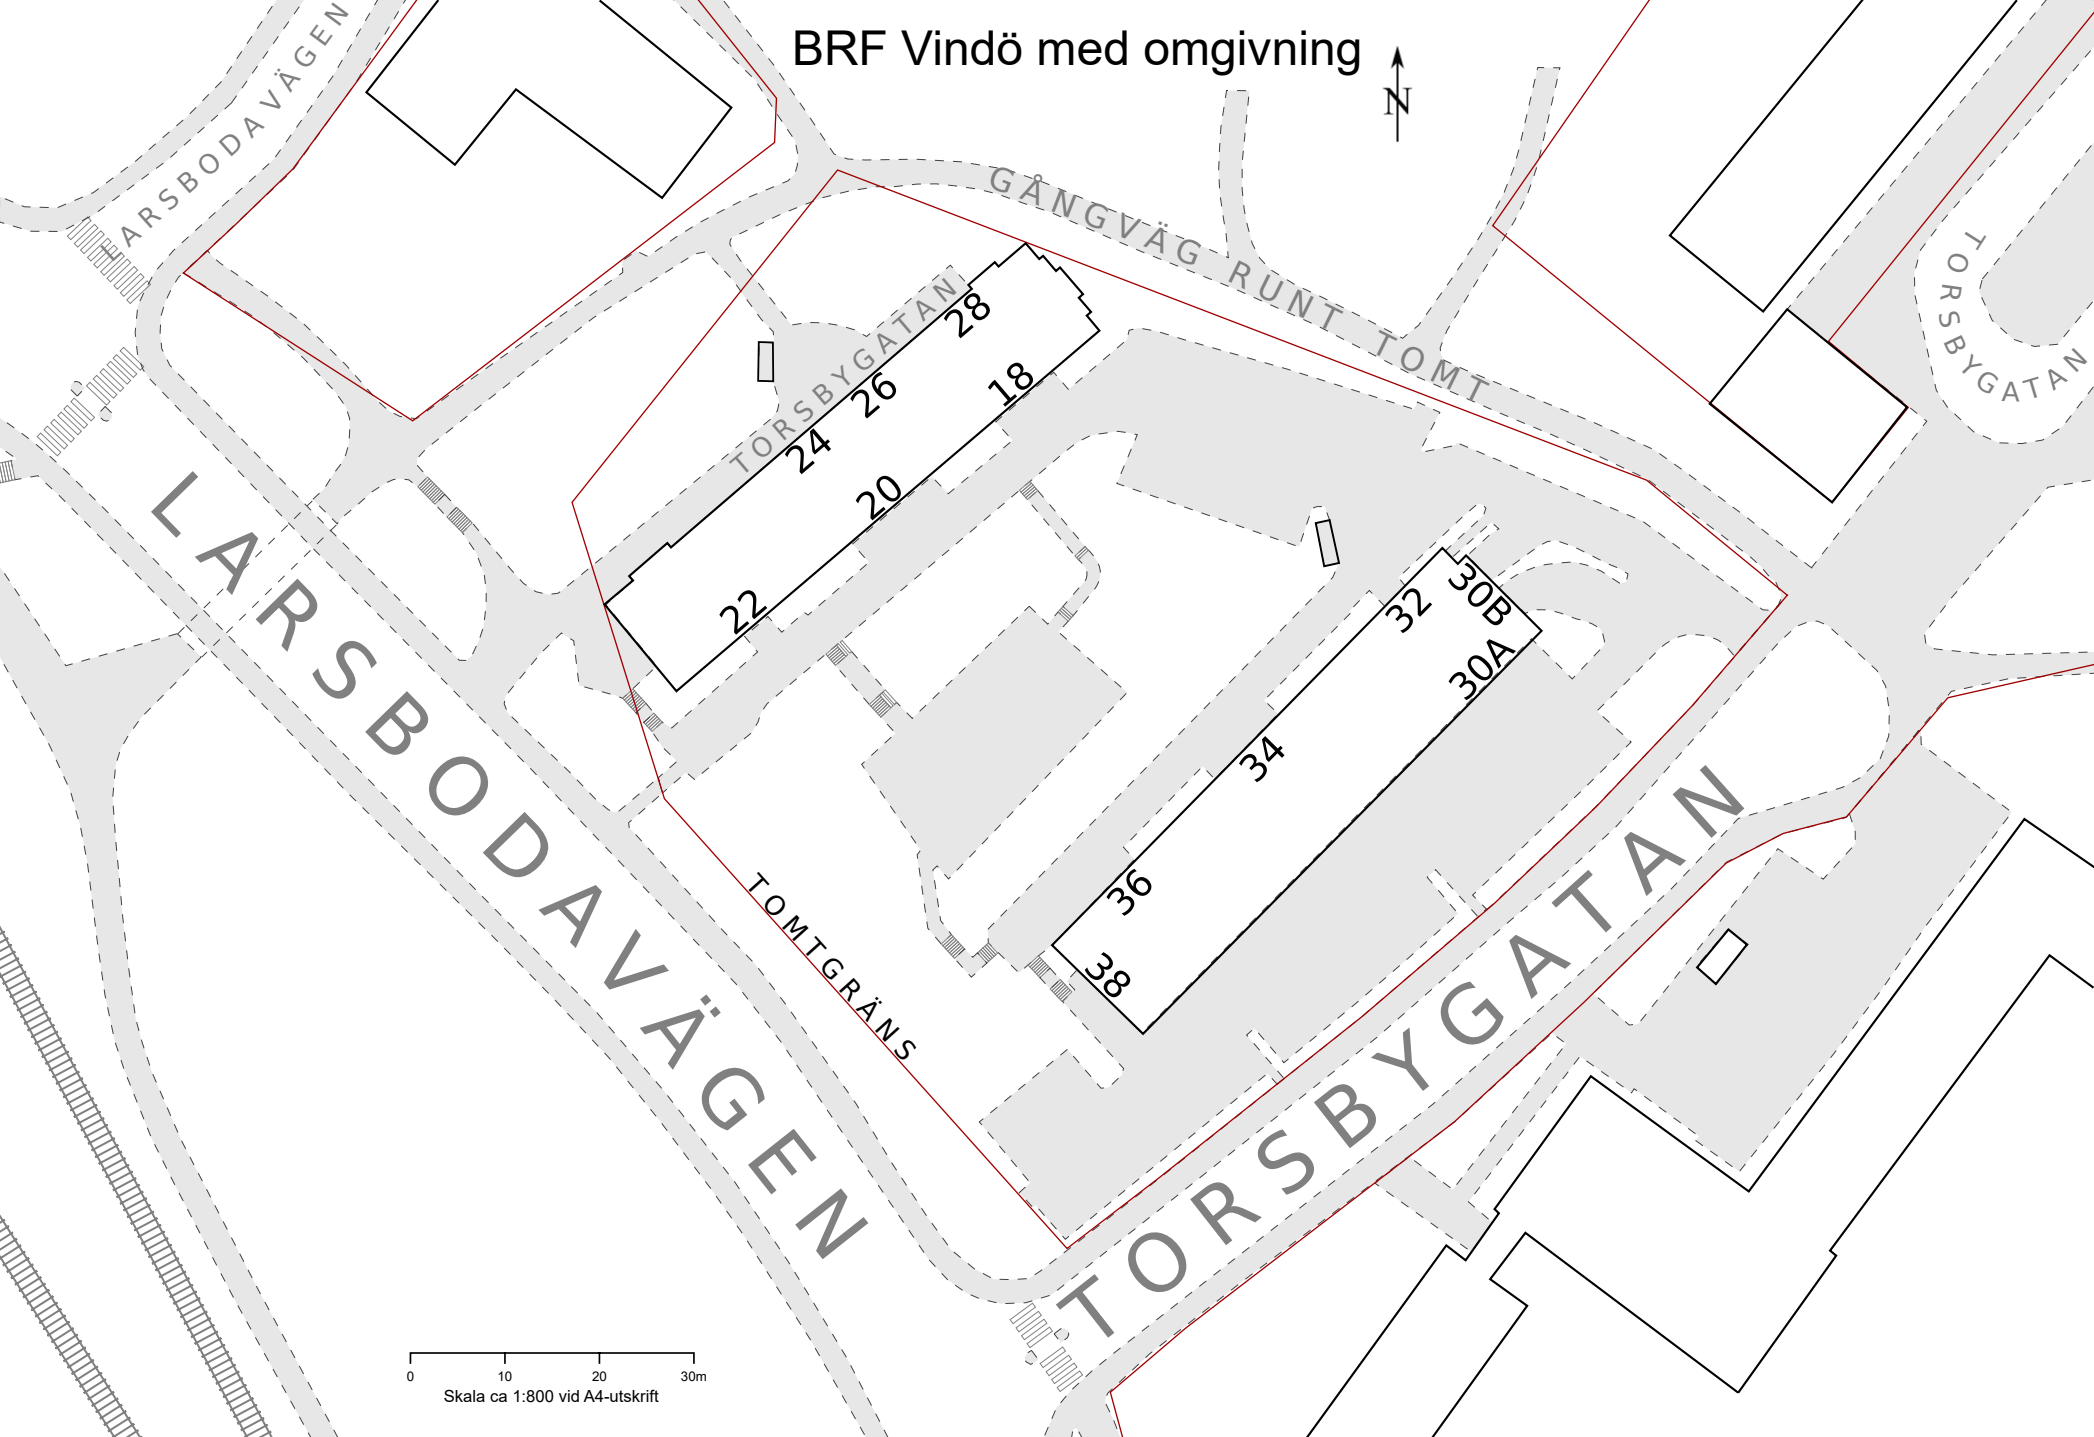 BRF Vindö med omgivning
N
LARSBODAVÄGEN
GÅNGVÄG RUNT TOMT
TORSBYGATAN
TORSBYGATAN
28
26
24
18
20
22
LARSBODAVÄGEN
30B
32
30A
34
36
38
TOMTGRÄNS
TORSBYGATAN
0 10 20 30m
Skala ca 1:800 vid A4-utskrift